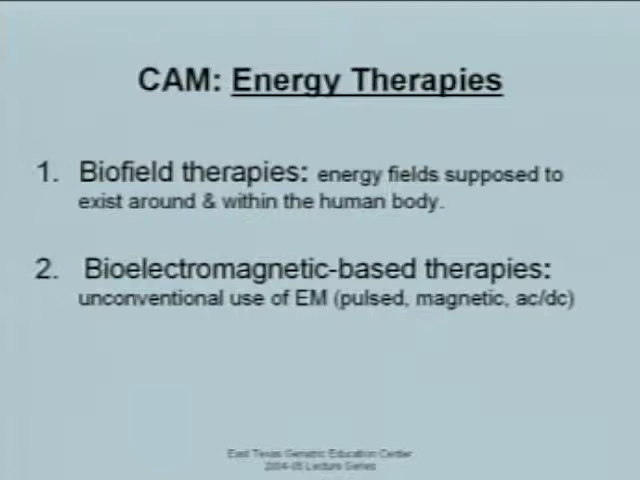 CAM: Energy Therapies
1. Biofield therapies: energy fields supposed to
exist around & within the human body.
2. Bioelectromagnetic-based therapies:
unconventional use of EM (pulsed, magnetic, ac/dc)
East Texas Geriatric Education Center
2004-05 Lecture Series